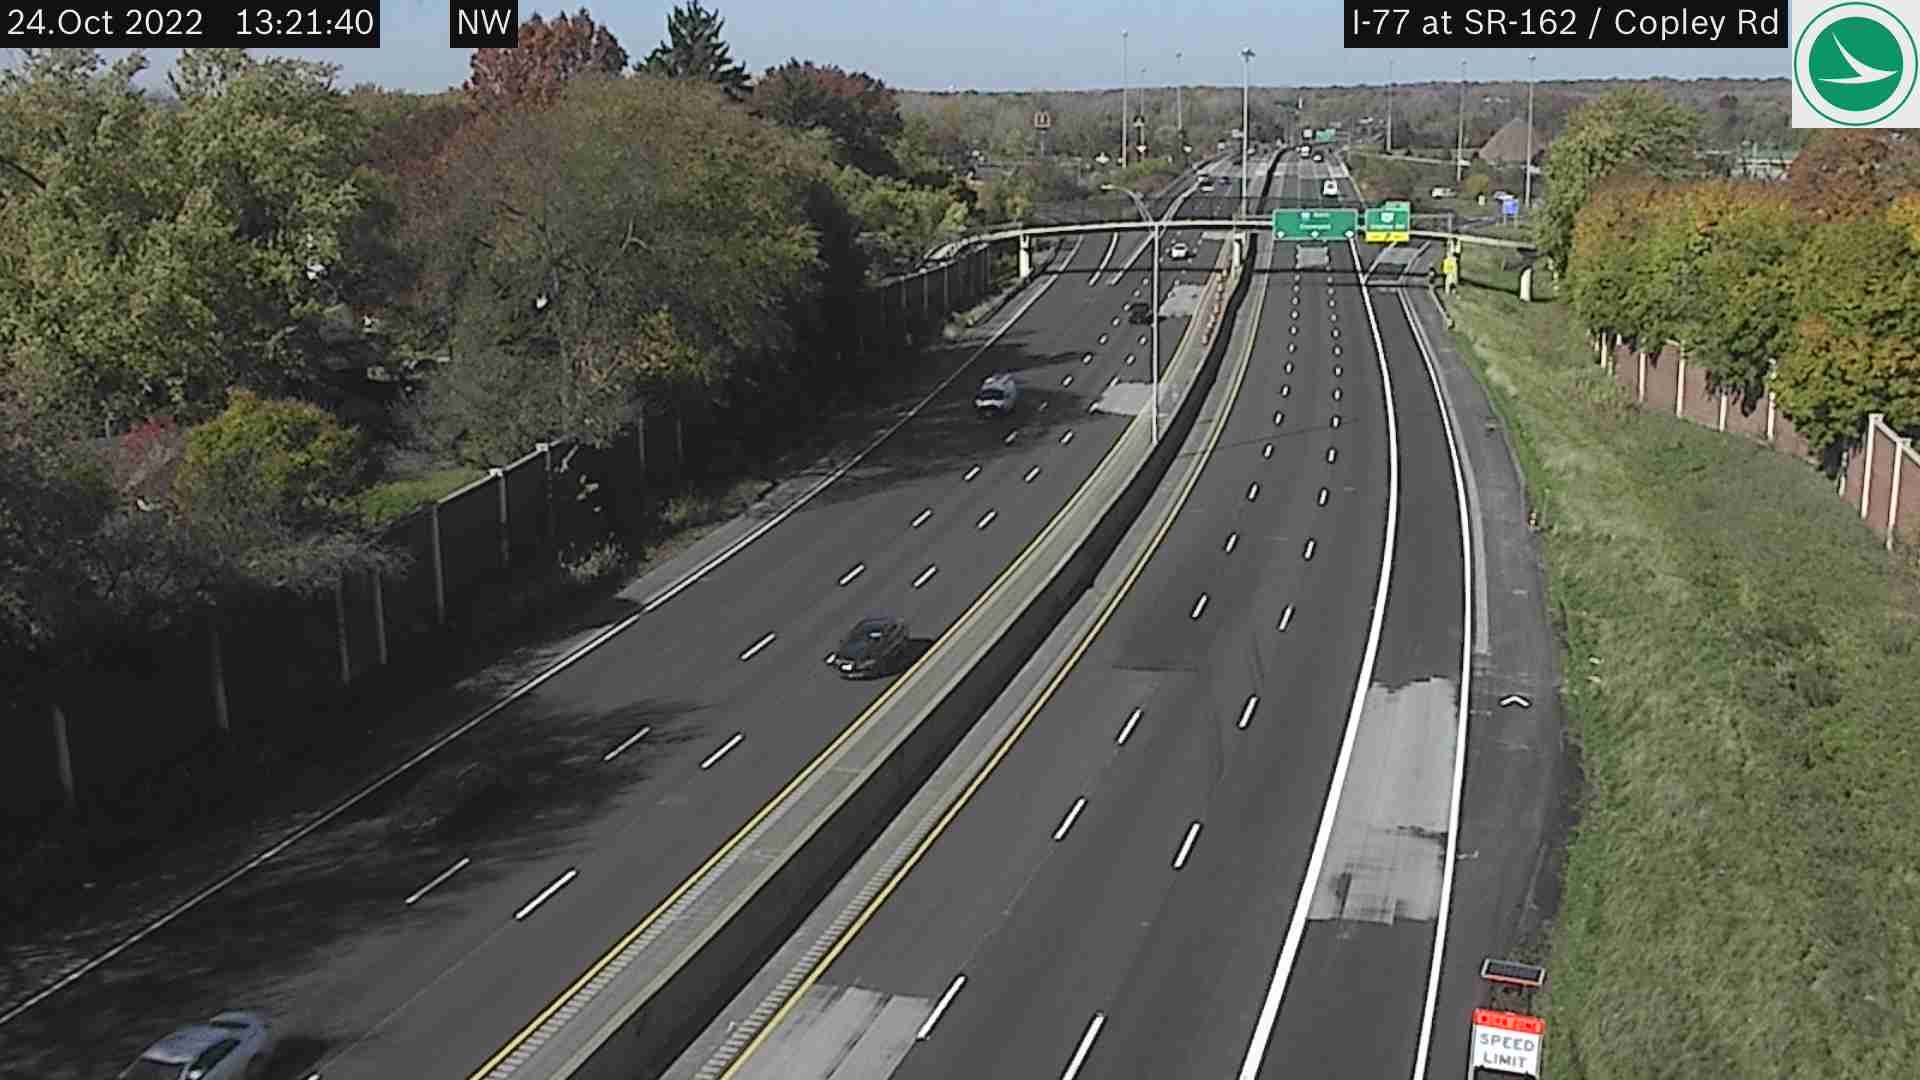 24.Oct 2022 13:21:40
NW
I-77 at SR-162 / Copley Rd
SPEED
LIMIT